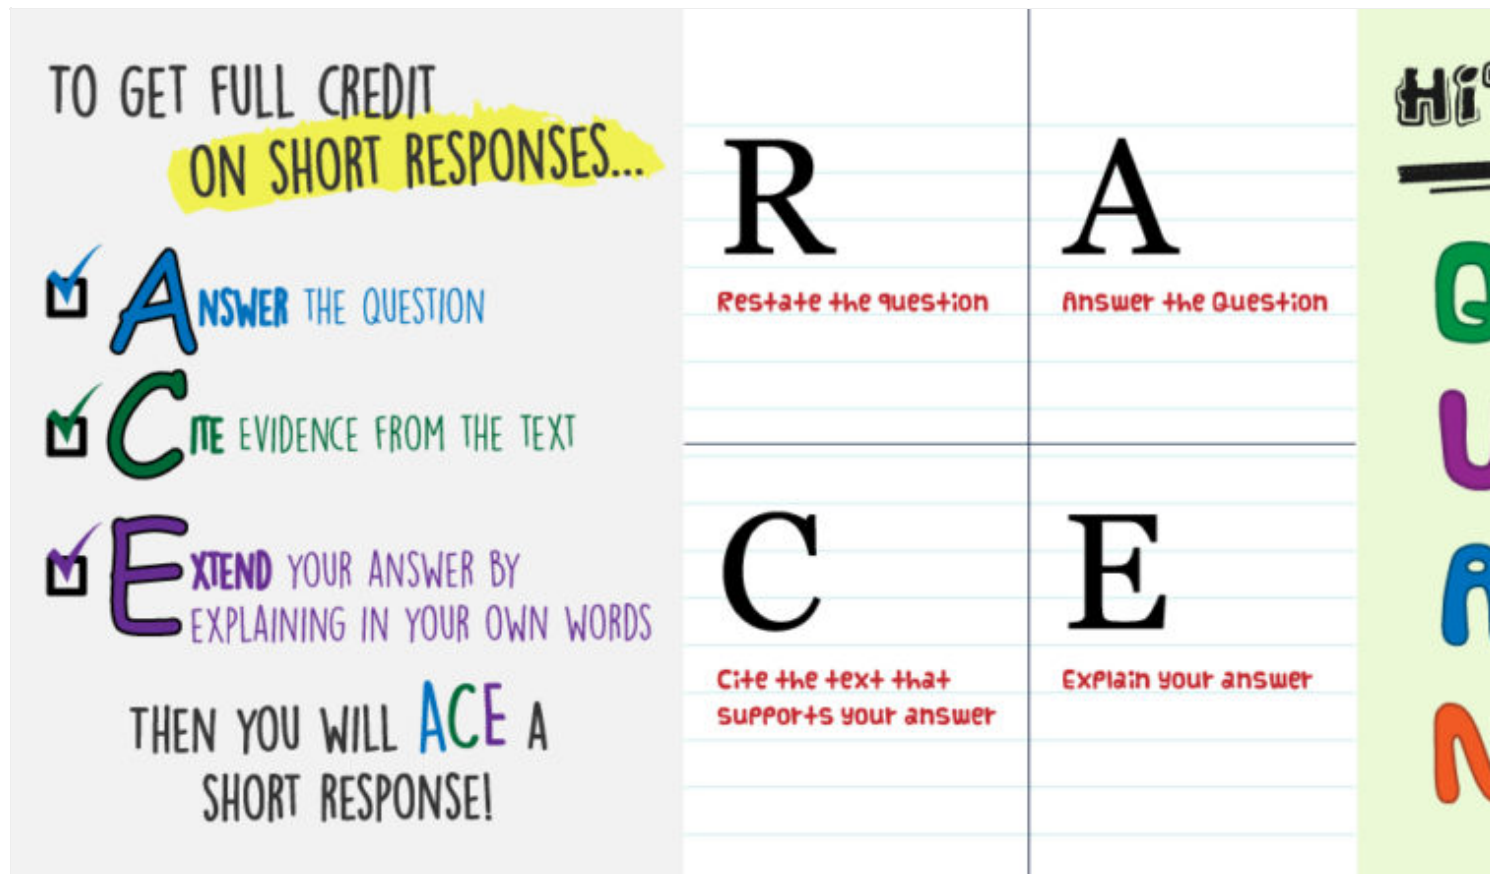 TO GET FULL CREDIT
ON SHORT RESPONSES...
ANSWER THE QUESTION
CITE EVIDENCE FROM THE TEXT
EXTEND YOUR ANSWER BY
EXPLAINING IN YOUR OWN WORDS
THEN YOU WILL ACE A
SHORT RESPONSE!
R
Restate the question
A
Answer the Question
C
Cite the text that
supports your answer
E
Explain your answer
Q
U
A
N